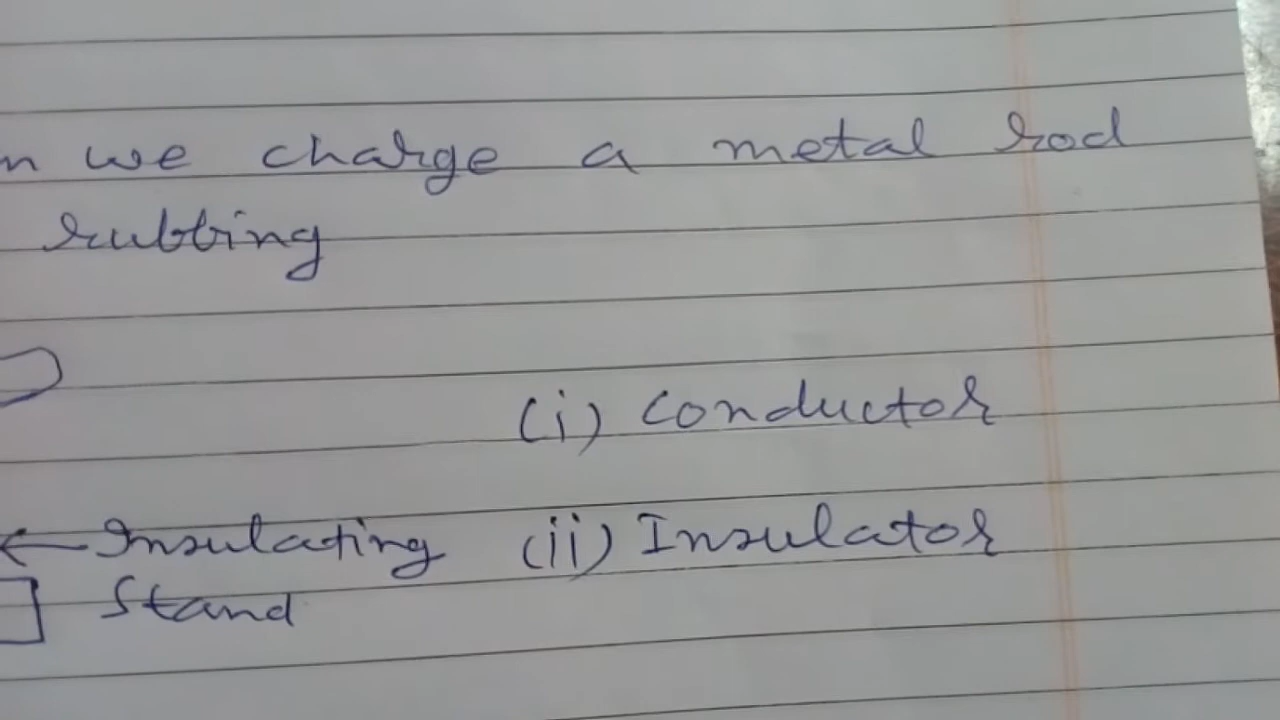 n we charge a metal rod
rubbing
(i) Conductor
Insulating (ii) Insulator
Stand